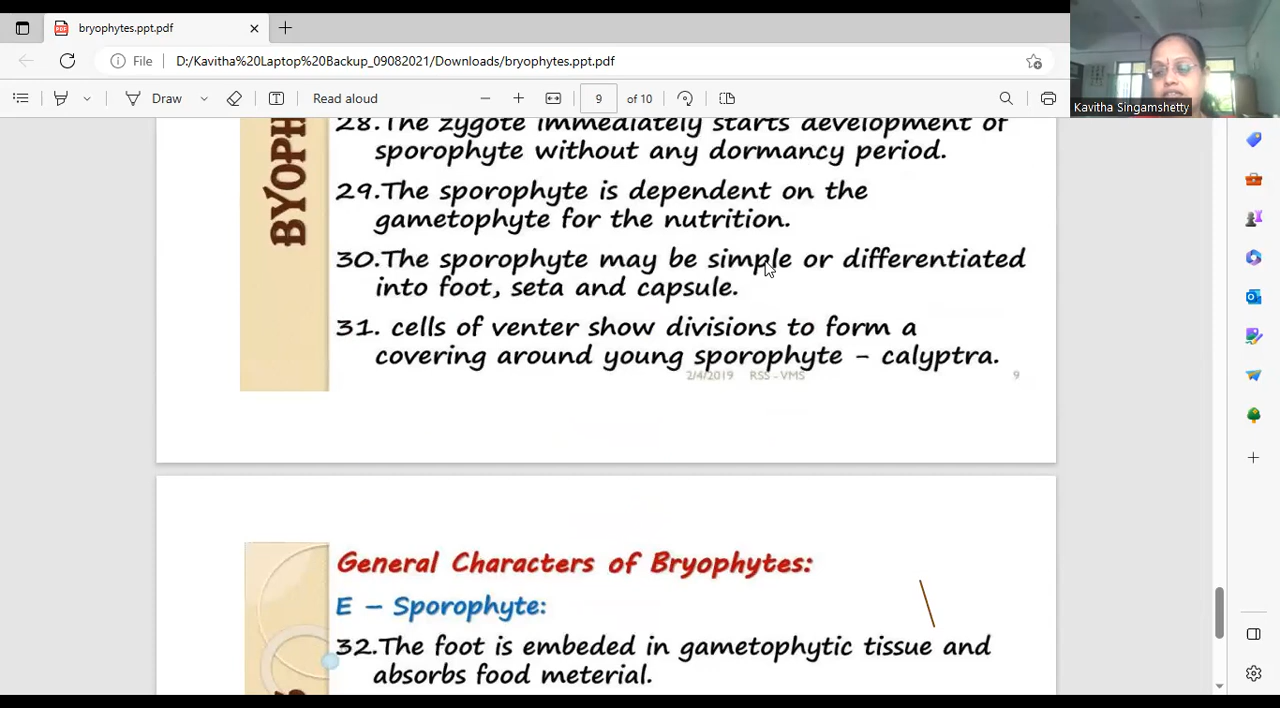 bryophytes.ppt.pdf
File
D:/Kavitha%20Laptop%20Backup_09082021/Downloads/bryophytes.ppt.pdf
Draw
Read aloud
9 of 10
Kavitha Singamshetty
BYOPH
28.The zygote immediately starts development of
sporophyte without any dormancy period.
29.The sporophyte is dependent on the
gametophyte for the nutrition.
30.The sporophyte may be simple or differentiated
into foot, seta and capsule.
31. cells of venter show divisions to form a
covering around young sporophyte – calyptra.
2/4/2019 RSS - VMS 9
General Characters of Bryophytes:
E – Sporophyte:
32.The foot is embeded in gametophytic tissue and
absorbs food meterial.